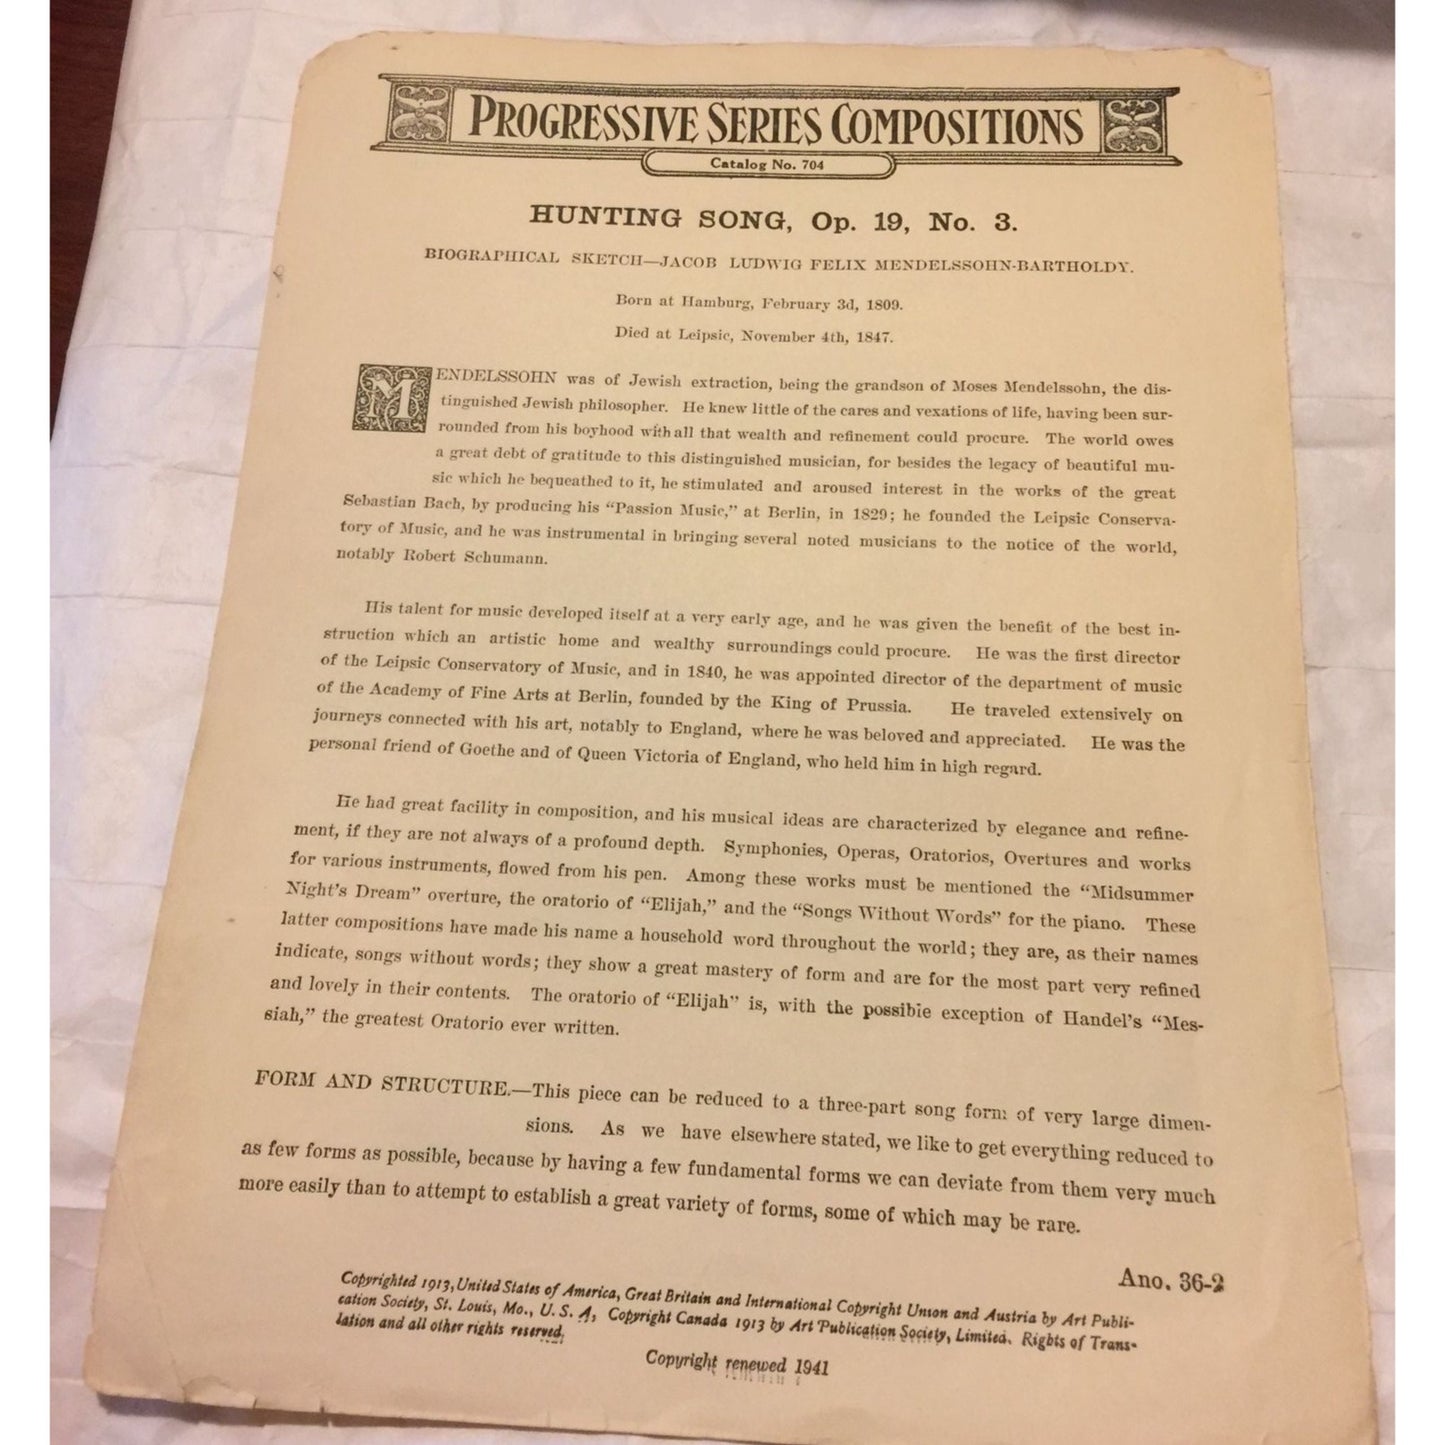 PROGRESSIVE SERIES COMPOSITIONS
Catalog No. 704
HUNTING SONG, Op. 19, No. 3.
BIOGRAPHICAL SKETCH—JACOB LUDWIG FELIX MENDELSSOHN-BARTHOLDY.
Born at Hamburg, February 3d, 1809.
Died at Leipsic, November 4th, 1847.
MENDELSSOHN was of Jewish extraction, being the grandson of Moses Mendelssohn, the dis-
tinguished Jewish philosopher. He knew little of the cares and vexations of life, having been sur-
rounded from his boyhood with all that wealth and refinement could procure. The world owes
a great debt of gratitude to this distinguished musician, for besides the legacy of beautiful mu-
sic which he bequeathed to it, he stimulated and aroused interest in the works of the great
Sebastian Bach, by producing his “Passion Music,” at Berlin, in 1829; he founded the Leipsic Conserva-
tory of Music, and he was instrumental in bringing several noted musicians to the notice of the world,
notably Robert Schumann.
His talent for music developed itself at a very early age, and he was given the benefit of the best in-
struction which an artistic home and wealthy surroundings could procure. He was the first director
of the Leipsic Conservatory of Music, and in 1840, he was appointed director of the department of music
of the Academy of Fine Arts at Berlin, founded by the King of Prussia. He traveled extensively on
journeys connected with his art, notably to England, where he was beloved and appreciated. He was the
personal friend of Goethe and of Queen Victoria of England, who held him in high regard.
He had great facility in composition, and his musical ideas are characterized by elegance and refine-
ment, if they are not always of a profound depth. Symphonies, Operas, Oratorios, Overtures and works
for various instruments, flowed from his pen. Among these works must be mentioned the “Midsummer
Night's Dream” overture, the oratorio of “Elijah,” and the “Songs Without Words” for the piano. These
latter compositions have made his name a household word throughout the world; they are, as their names
indicate, songs without words; they show a great mastery of form and are for the most part very refined
and lovely in their contents. The oratorio of “Elijah” is, with the possible exception of Handel's “Mes-
siah,” the greatest Oratorio ever written.
FORM AND STRUCTURE.—This piece can be reduced to a three-part song form of very large dimen-
sions. As we have elsewhere stated, we like to get everything reduced to
as few forms as possible, because by having a few fundamental forms we can deviate from them very much
more easily than to attempt to establish a great variety of forms, some of which may be rare.
Ano. 36-2
Copyrighted 1913, United States of America, Great Britain and International Copyright Union and Austria by Art Publi-
cation Society, St. Louis, Mo., U. S. A, Copyright Canada 1913 by Art Publication Society, Limited. Rights of Trans-
lation and all other rights reserved.
Copyright renewed 1941